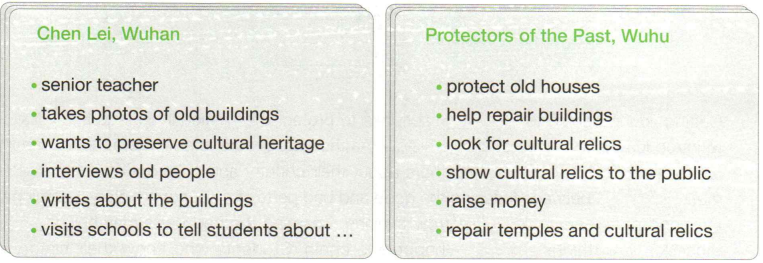 Chen Lei, Wuhan
• senior teacher
• takes photos of old buildings
• wants to preserve cultural heritage
• interviews old people
• writes about the buildings
• visits schools to tell students about ...
Protectors of the Past, Wuhu
• protect old houses
• help repair buildings
• look for cultural relics
• show cultural relics to the public
• raise money
• repair temples and cultural relics